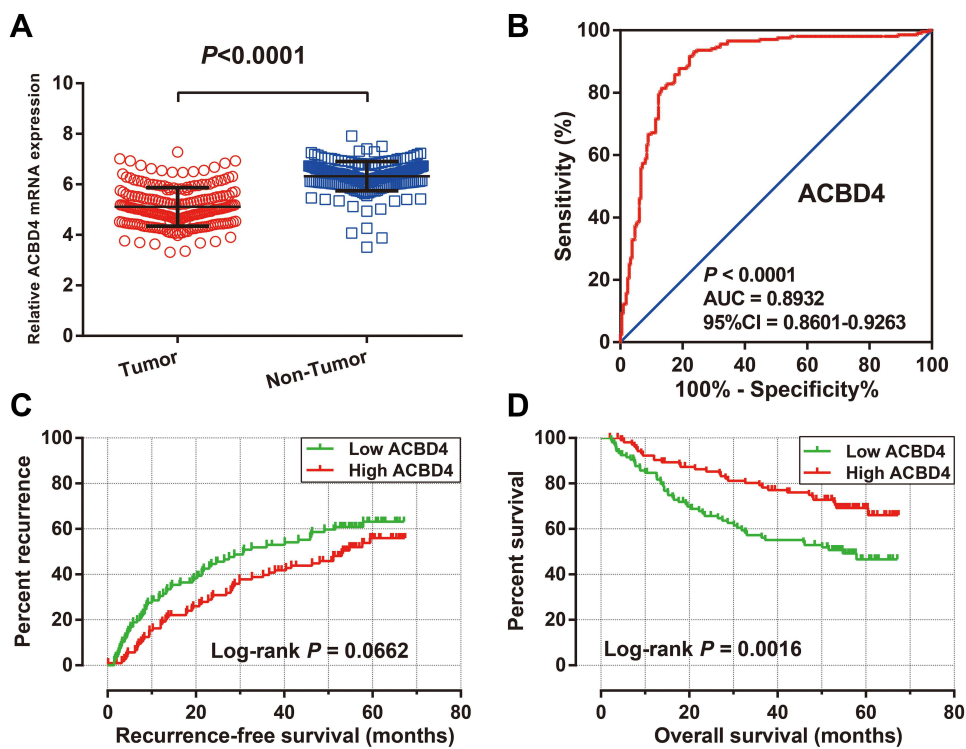 A
P<0.0001
Relative ACBD4 mRNA expression
10
8
6
4
2
0
Tumor
Non-Tumor
B
Sensitivity (%)
100
80
60
40
20
0
ACBD4
P < 0.0001
AUC = 0.8932
95%CI = 0.8601-0.9263
0 20 40 60 80 100
100% - Specificity%
C
Percent recurrence
100
80
60
40
20
0
Low ACBD4
High ACBD4
Log-rank P = 0.0662
0 20 40 60 80
Recurrence-free survival (months)
D
Percent survival
100
80
60
40
20
0
Low ACBD4
High ACBD4
Log-rank P = 0.0016
0 20 40 60 80
Overall survival (months)